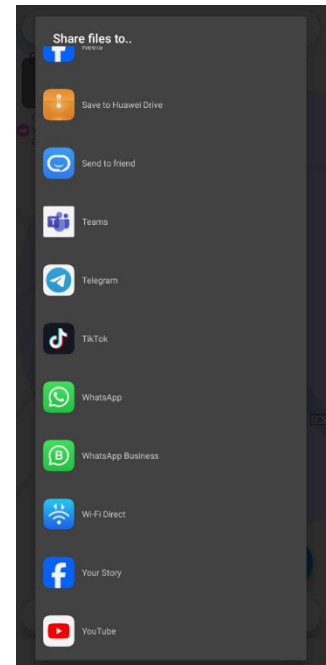 Share files to..
Reels
Save to Huawei Drive
Send to friend
Teams
Telegram
TikTok
WhatsApp
WhatsApp Business
Wi-Fi Direct
Your Story
YouTube